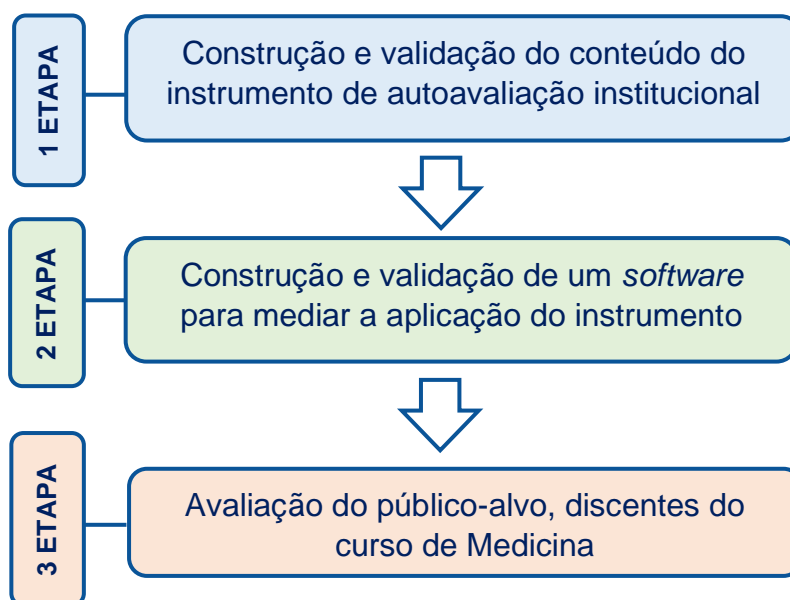 1 ETAPA
Construção e validação do conteúdo do
instrumento de autoavaliação institucional
2 ETAPA
Construção e validação de um software
para mediar a aplicação do instrumento
3 ETAPA
Avaliação do público-alvo, discentes do
curso de Medicina